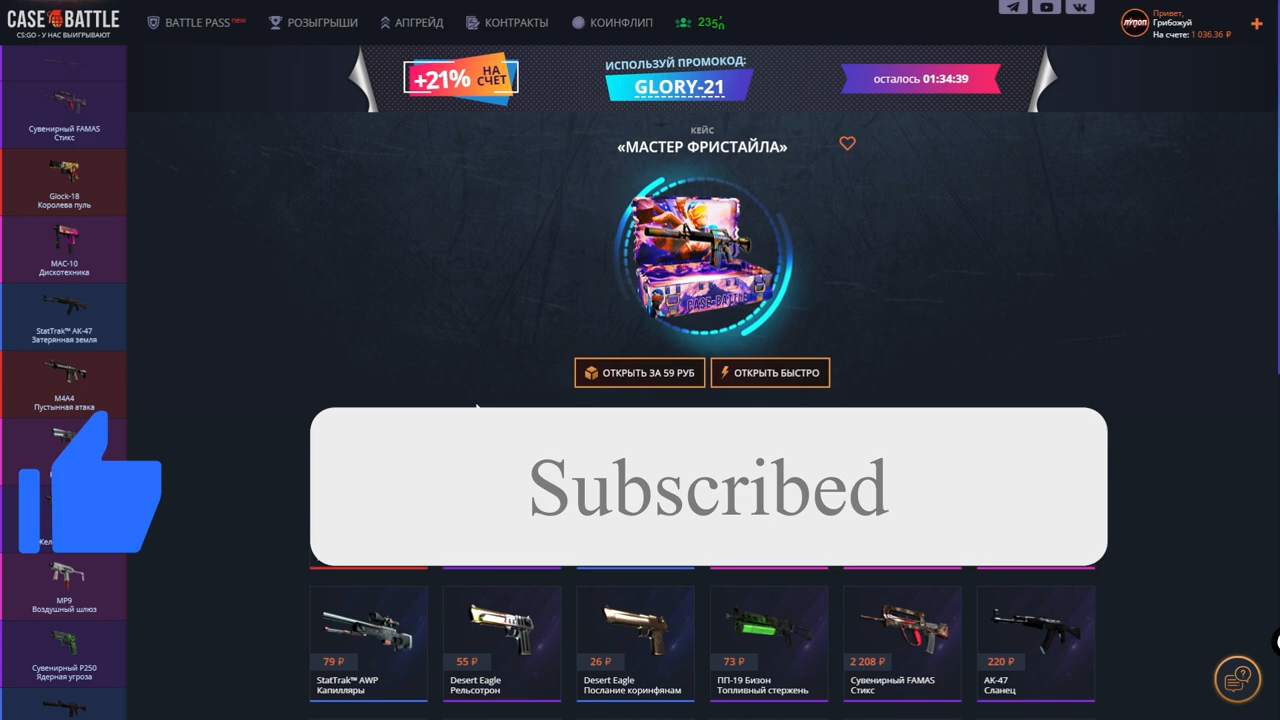 CASE BATTLE
CS:GO - У НАС ВЫИГРЫВАЮТ
BATTLE PASS new
РОЗЫГРЫШИ
АПГРЕЙД
КОНТРАКТЫ
КОИНФЛИП
Привет,
Грибожуй
На счете: 1 036.36 ₽
+21% НА СЧЕТ
ИСПОЛЬЗУЙ ПРОМОКОД:
GLORY-21
осталось 01:34:39
КЕЙС
«МАСТЕР ФРИСТАЙЛА»
CASE BATTLE
ОТКРЫТЬ ЗА 59 РУБ
ОТКРЫТЬ БЫСТРО
Сувенирный FAMAS
Стикс
Glock-18
Королева пуль
MAC-10
Дискотехника
StatTrak™ AK-47
Затерянная земля
M4A4
Пустынная атака
MP9
Воздушный шлюз
Сувенирный P250
Ядерная угроза
Subscribed
79 ₽
StatTrak™ AWP
Капилляры
55 ₽
Desert Eagle
Рельсотрон
26 ₽
Desert Eagle
Послание коринфянам
73 ₽
ПП-19 Бизон
Топливный стержень
2 208 ₽
Сувенирный FAMAS
Стикс
220 ₽
AK-47
Сланец